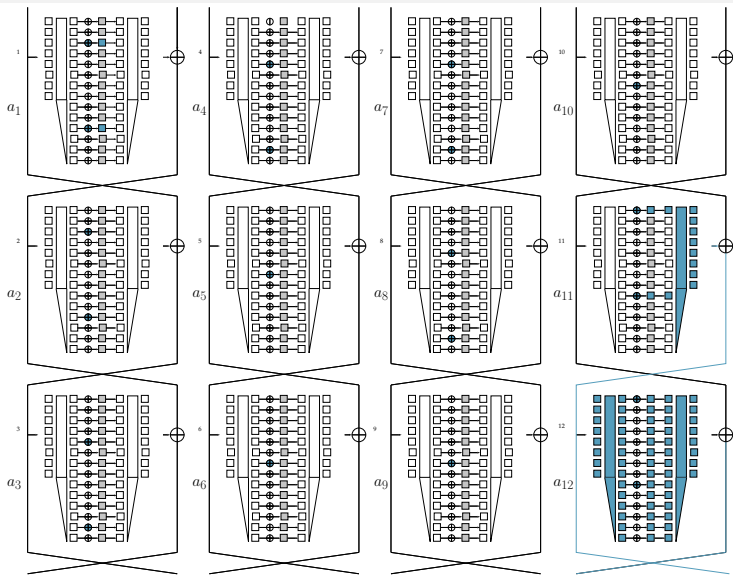 1 4 7 10
a₁ a₄ a₇ a₁₀
2 5 8 11
a₂ a₅ a₈ a₁₁
3 6 9 12
a₃ a₆ a₉ a₁₂